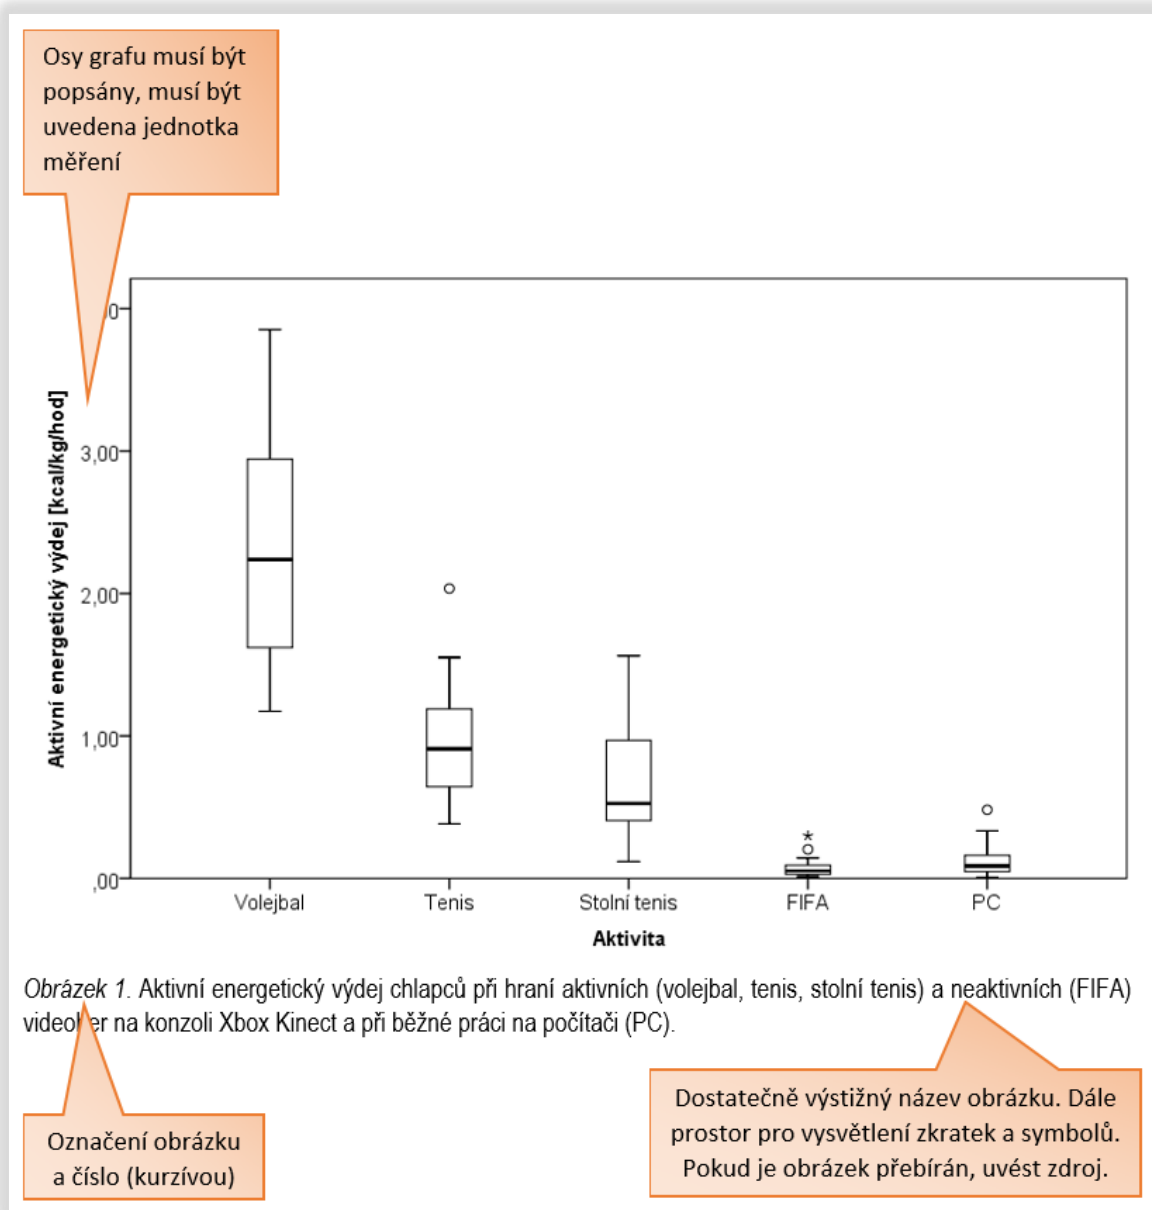 Osy grafu musí být
popsány, musí být
uvedena jednotka
měření
Aktivní energetický výdej [kcal/kg/hod]
0
3,00
2,00
1,00
,00
Volejbal
Tenis
Stolní tenis
FIFA
PC
Aktivita
Obrázek 1. Aktivní energetický výdej chlapců při hraní aktivních (volejbal, tenis, stolní tenis) a neaktivních (FIFA)
videoher na konzoli Xbox Kinect a při běžné práci na počítači (PC).
Označení obrázku
a číslo (kurzívou)
Dostatečně výstižný název obrázku. Dále
prostor pro vysvětlení zkratek a symbolů.
Pokud je obrázek přebírán, uvést zdroj.